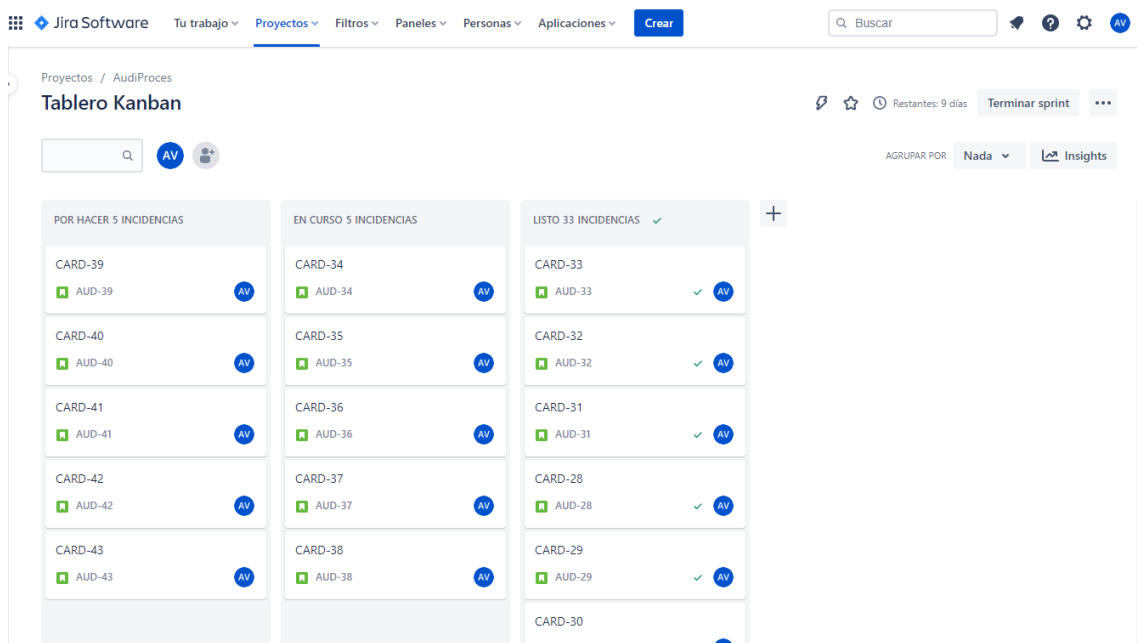 Jira Software Tu trabajo Proyectos Filtros Paneles Personas Aplicaciones Crear Buscar AV
Proyectos / AudiProces
Tablero Kanban
Restantes: 9 días Terminar sprint
AV
AGRUPAR POR Nada Insights
POR HACER 5 INCIDENCIAS
CARD-39
AUD-39 AV
CARD-40
AUD-40 AV
CARD-41
AUD-41 AV
CARD-42
AUD-42 AV
CARD-43
AUD-43 AV
EN CURSO 5 INCIDENCIAS
CARD-34
AUD-34 AV
CARD-35
AUD-35 AV
CARD-36
AUD-36 AV
CARD-37
AUD-37 AV
CARD-38
AUD-38 AV
LISTO 33 INCIDENCIAS
CARD-33
AUD-33 AV
CARD-32
AUD-32 AV
CARD-31
AUD-31 AV
CARD-28
AUD-28 AV
CARD-29
AUD-29 AV
CARD-30